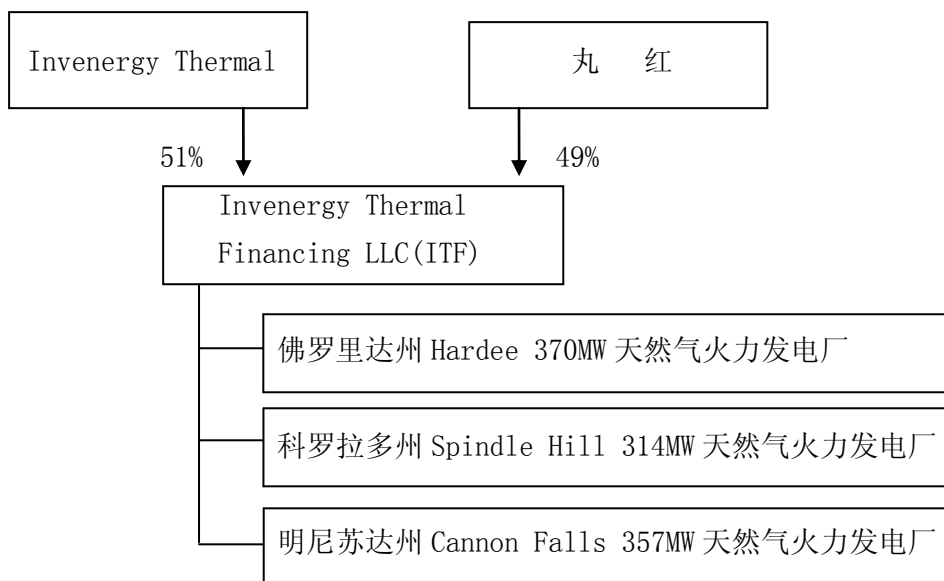 Invenergy Thermal
丸 红
51%
49%
Invenergy Thermal
Financing LLC(ITF)
佛罗里达州 Hardee 370MW 天然气火力发电厂
科罗拉多州 Spindle Hill 314MW 天然气火力发电厂
明尼苏达州 Cannon Falls 357MW 天然气火力发电厂